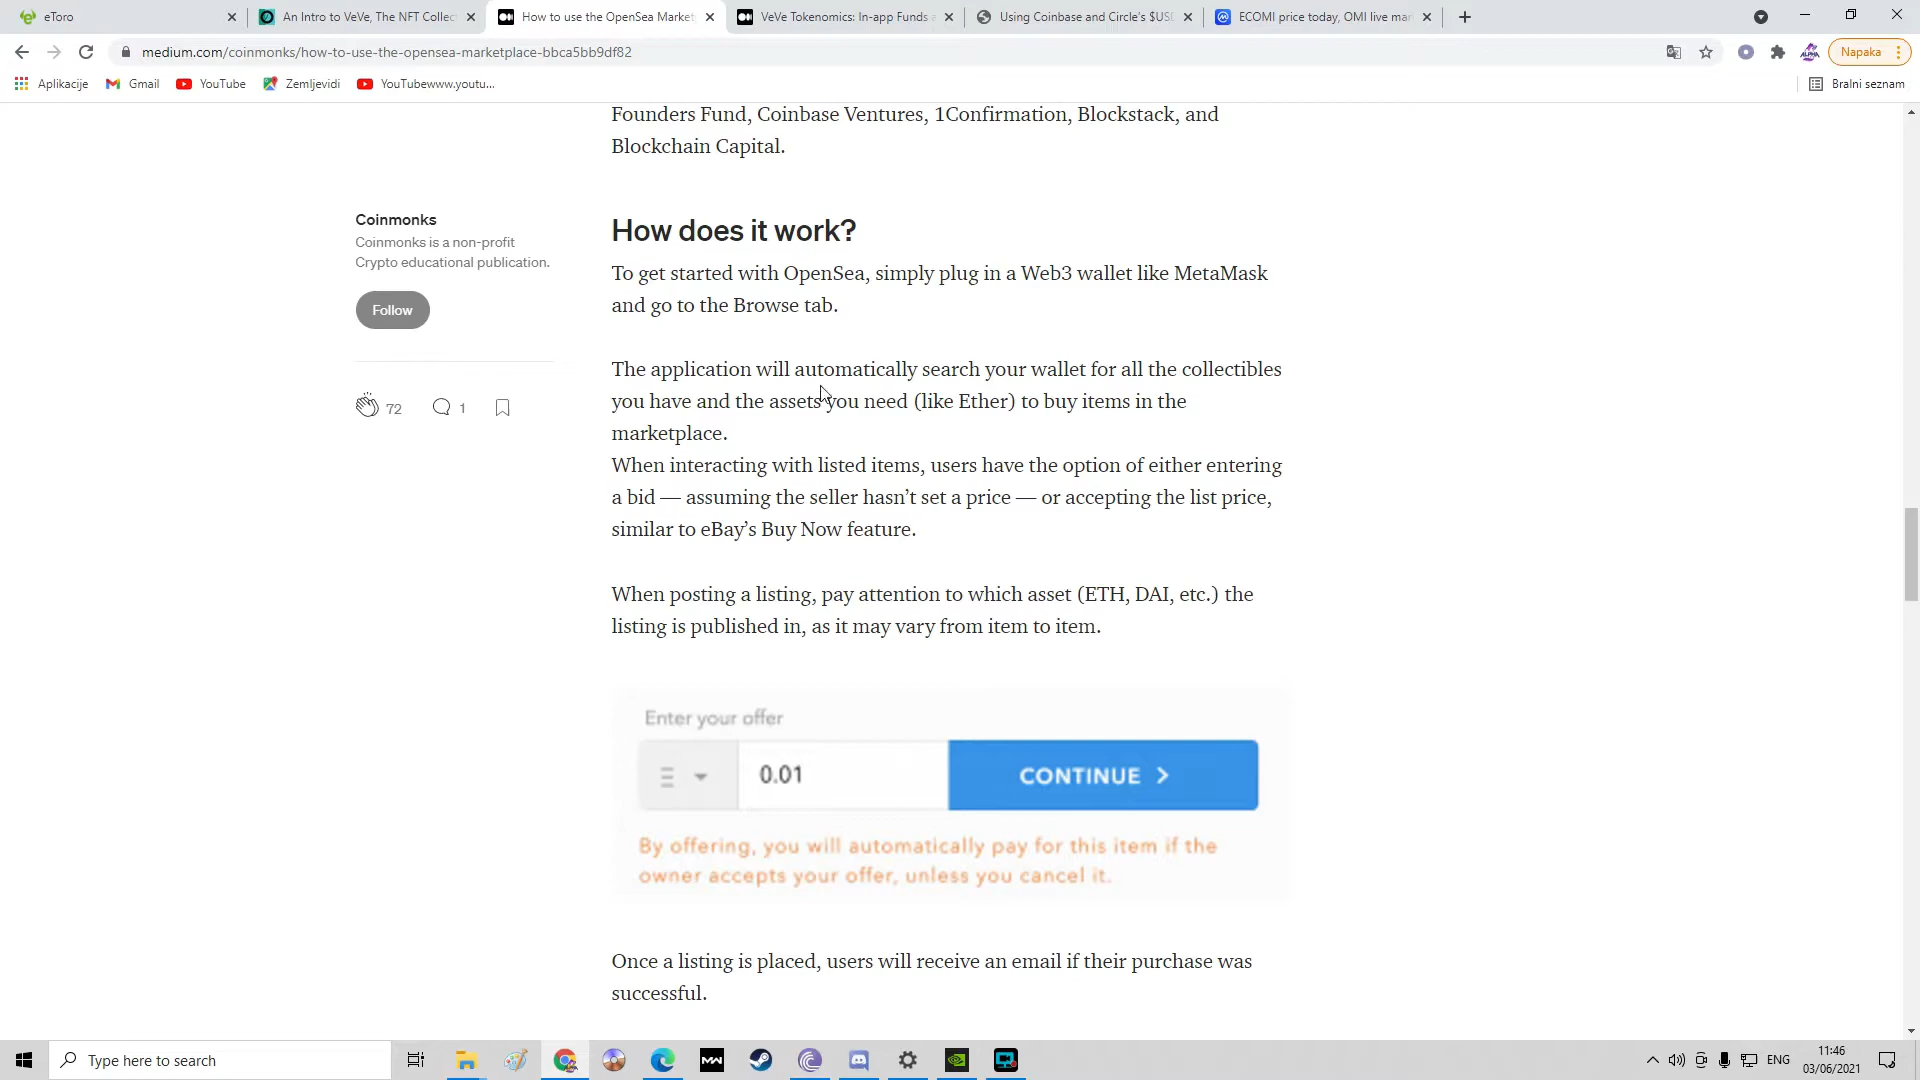 eToro
An Intro to VeVe, The NFT Collec
How to use the OpenSea Market
VeVe Tokenomics: In-app Funds a
Using Coinbase and Circle's $USD
ECOMI price today, OMI live mar
medium.com/coinmonks/how-to-use-the-opensea-marketplace-bbca5bb9df82
Napaka
Aplikacije
Gmail
YouTube
Zemljevidi
YouTubewww.youtu...
Bralni seznam
Founders Fund, Coinbase Ventures, 1Confirmation, Blockstack, and
Blockchain Capital.
Coinmonks
Coinmonks is a non-profit
Crypto educational publication.
Follow
72
1
How does it work?
To get started with OpenSea, simply plug in a Web3 wallet like MetaMask
and go to the Browse tab.
The application will automatically search your wallet for all the collectibles
you have and the assets you need (like Ether) to buy items in the
marketplace.
When interacting with listed items, users have the option of either entering
a bid — assuming the seller hasn’t set a price — or accepting the list price,
similar to eBay’s Buy Now feature.
When posting a listing, pay attention to which asset (ETH, DAI, etc.) the
listing is published in, as it may vary from item to item.
Enter your offer
0.01
CONTINUE
By offering, you will automatically pay for this item if the
owner accepts your offer, unless you cancel it.
Once a listing is placed, users will receive an email if their purchase was
successful.
Type here to search
ENG
11:46
03/06/2021